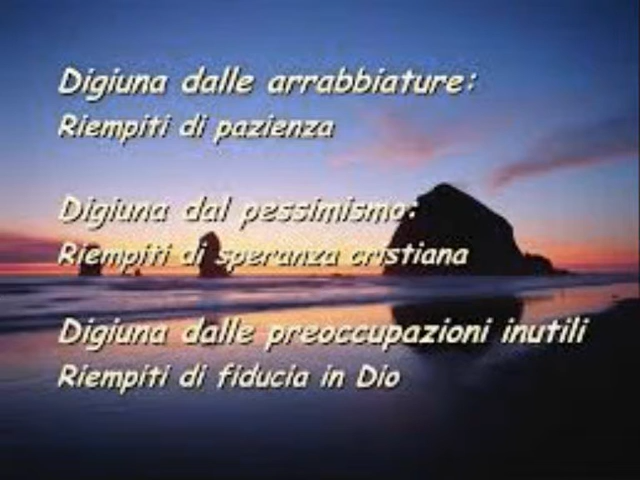 Digiuna dalle arrabbiature:
Riempiti di pazienza
Digiuna dal pessimismo:
Riempiti di speranza cristiana
Digiuna dalle preoccupazioni inutili
Riempiti di fiducia in Dio